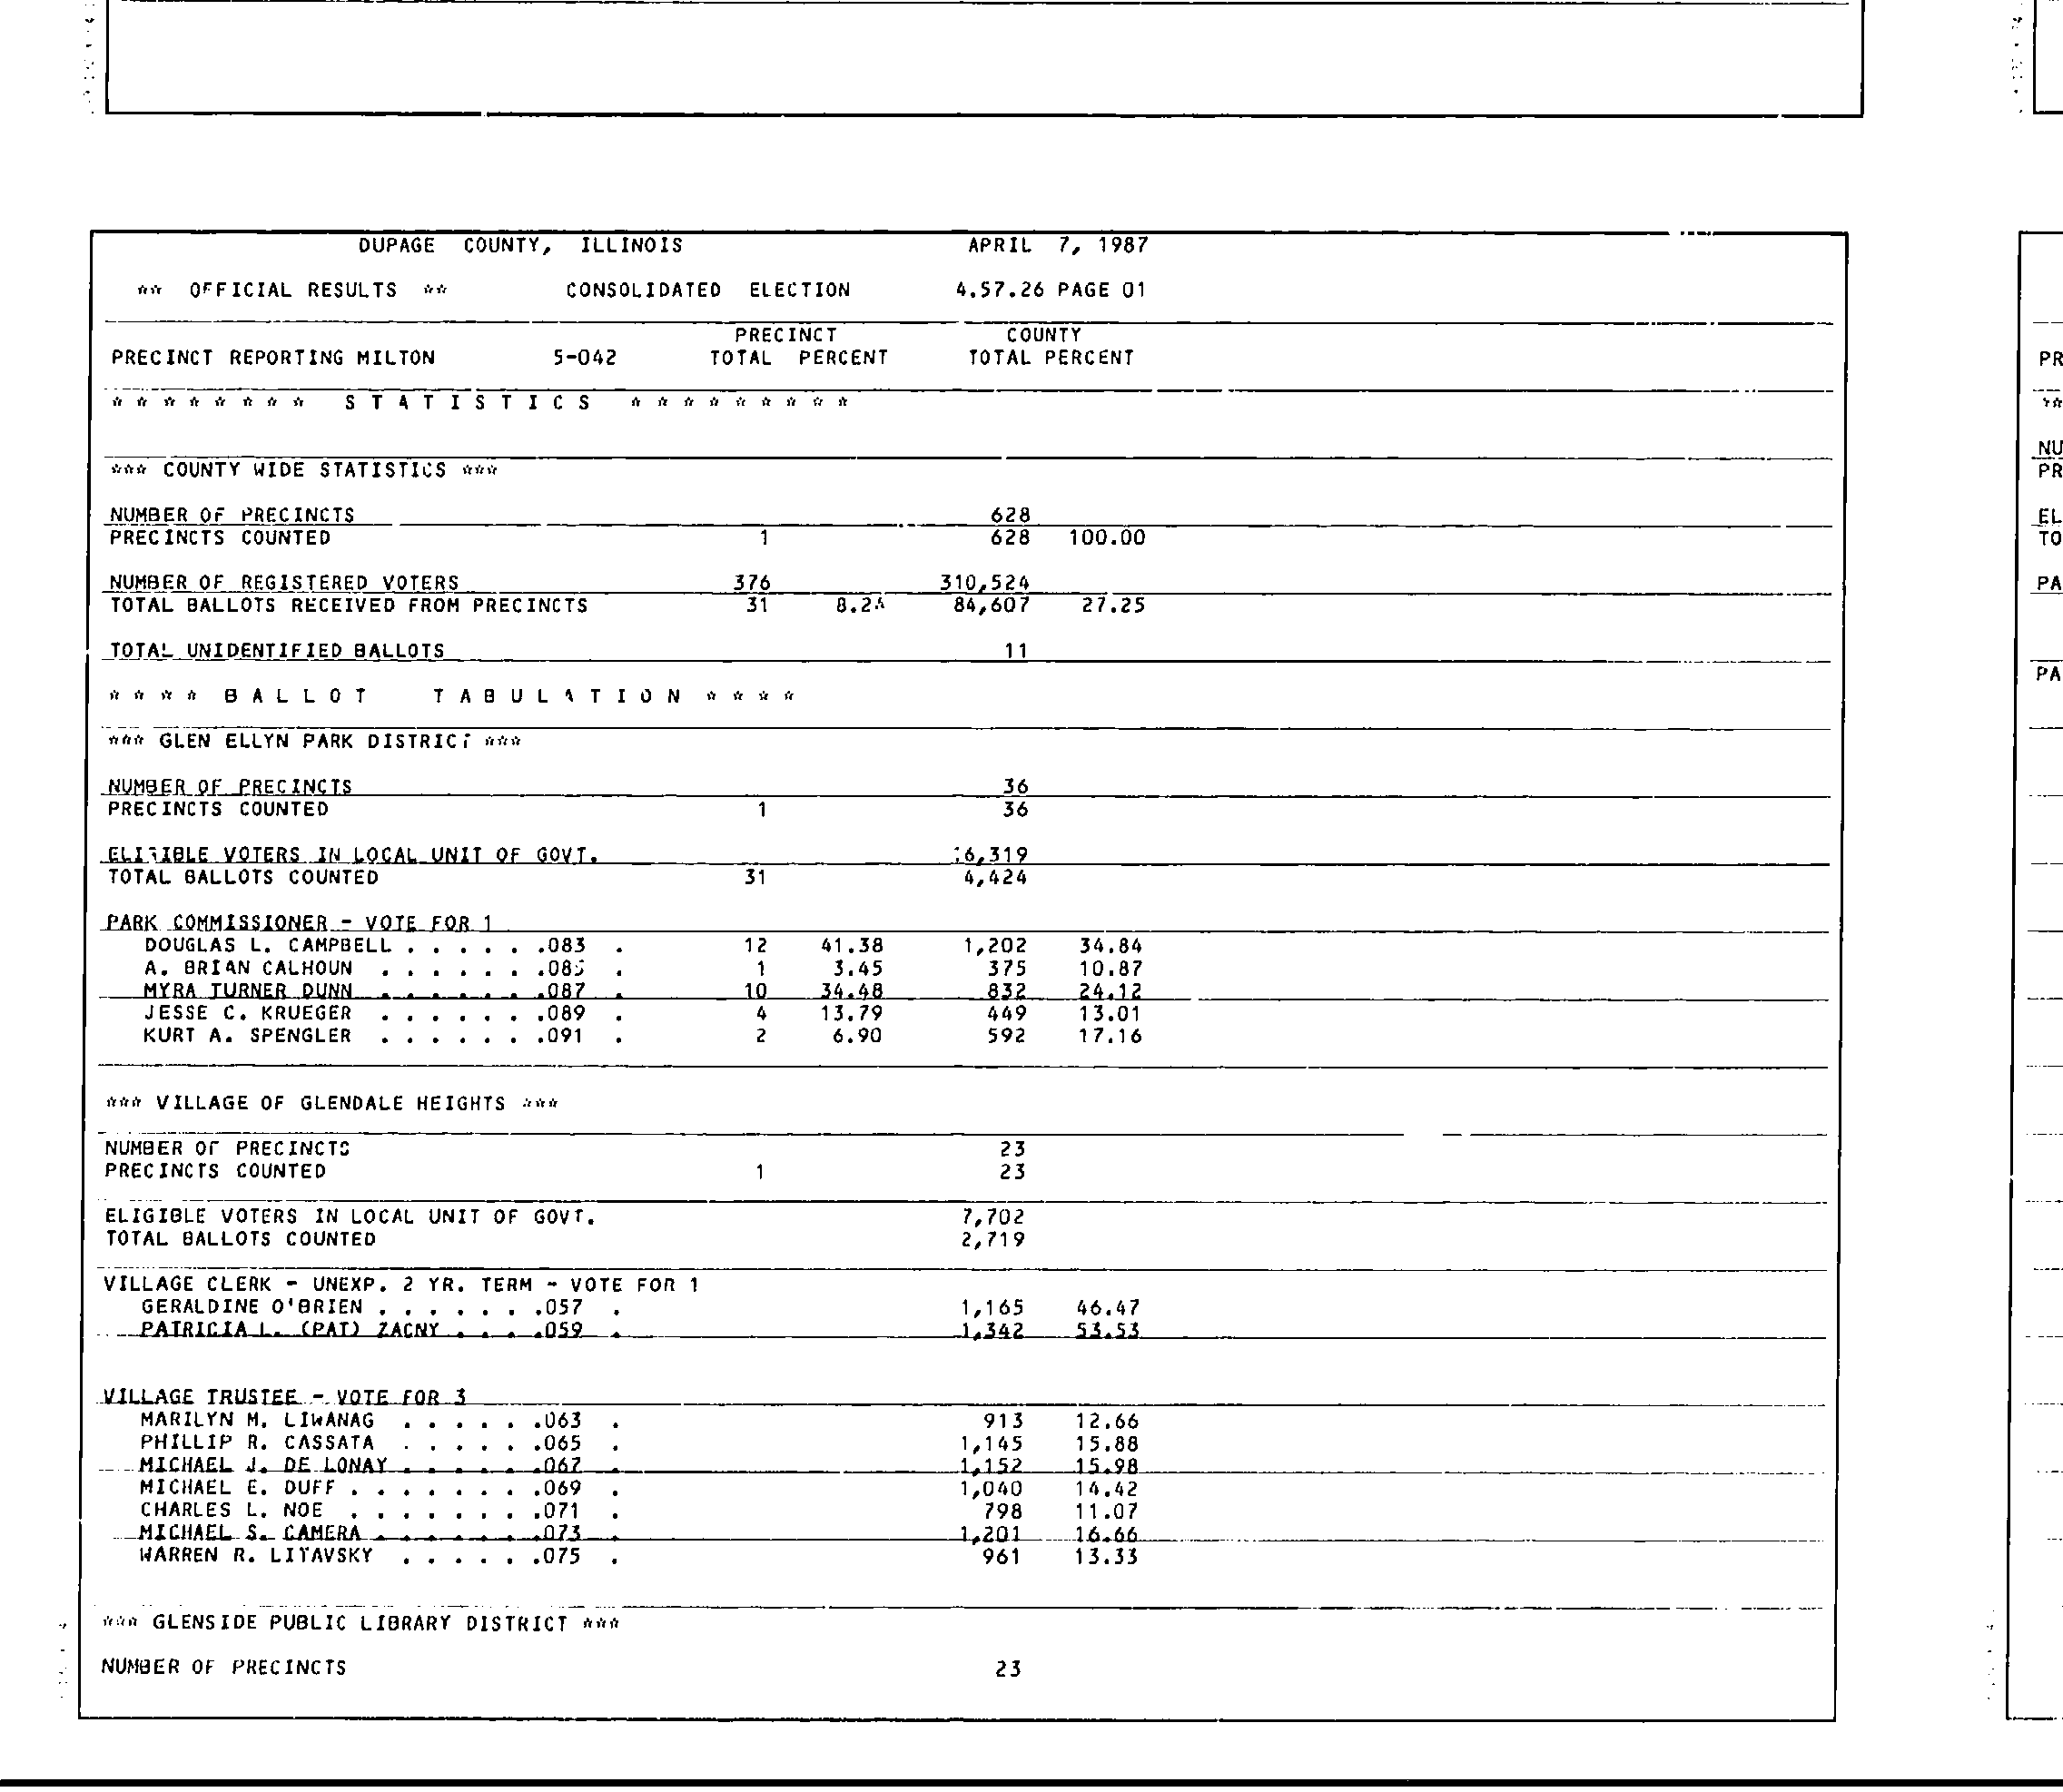 DUPAGE COUNTY, ILLINOIS APRIL 7, 1987
** OFFICIAL RESULTS ** CONSOLIDATED ELECTION 4.57.26 PAGE 01
PRECINCT COUNTY
PRECINCT REPORTING MILTON 5-042 TOTAL PERCENT TOTAL PERCENT
* * * * * * * * S T A T I S T I C S * * * * * * * * *
*** COUNTY WIDE STATISTICS ***
NUMBER OF PRECINCTS 628
PRECINCTS COUNTED 1 628 100.00
NUMBER OF REGISTERED VOTERS 376 310,524
TOTAL BALLOTS RECEIVED FROM PRECINCTS 31 84,607 27.25
TOTAL UNIDENTIFIED BALLOTS 11
* * * * B A L L O T T A B U L A T I O N * * * *
*** GLEN ELLYN PARK DISTRICT ***
NUMBER OF PRECINCTS 36
PRECINCTS COUNTED 1 36
ELIGIBLE VOTERS IN LOCAL UNIT OF GOVT. 16,319
TOTAL BALLOTS COUNTED 31 4,424
PARK COMMISSIONER - VOTE FOR 1
DOUGLAS L. CAMPBELL . . . . . .083 . 12 41.38 1,202 34.84
A. BRIAN CALHOUN . . . . . . .085 . 1 3.45 375 10.87
MYRA TURNER DUNN . . . . . . .087 . 10 34.48 832 24.12
JESSE C. KRUEGER . . . . . . .089 . 4 13.79 449 13.01
KURT A. SPENGLER . . . . . . .091 . 2 6.90 592 17.16
*** VILLAGE OF GLENDALE HEIGHTS ***
NUMBER OF PRECINCTS 23
PRECINCTS COUNTED 1 23
ELIGIBLE VOTERS IN LOCAL UNIT OF GOVT. 7,702
TOTAL BALLOTS COUNTED 2,719
VILLAGE CLERK - UNEXP. 2 YR. TERM - VOTE FOR 1
GERALDINE O'BRIEN . . . . . . .057 . 1,165 46.47
PATRICIA L. (PAT) ZACNY . . . .059 . 1,342 53.53
VILLAGE TRUSTEE - VOTE FOR 3
MARILYN M. LIWANAG . . . . . .063 . 913 12.66
PHILLIP R. CASSATA . . . . . .065 . 1,145 15.88
MICHAEL J. DE LONAY . . . . . .067 . 1,152 15.98
MICHAEL E. DUFF . . . . . . . .069 . 1,040 14.42
CHARLES L. NOE . . . . . . . .071 . 798 11.07
MICHAEL S. CAMERA . . . . . . .073 . 1,201 16.66
WARREN R. LITAVSKY . . . . . .075 . 961 13.33
*** GLENSIDE PUBLIC LIBRARY DISTRICT ***
NUMBER OF PRECINCTS 23
PR
**
NU
PR
EL
TO
PA
PA